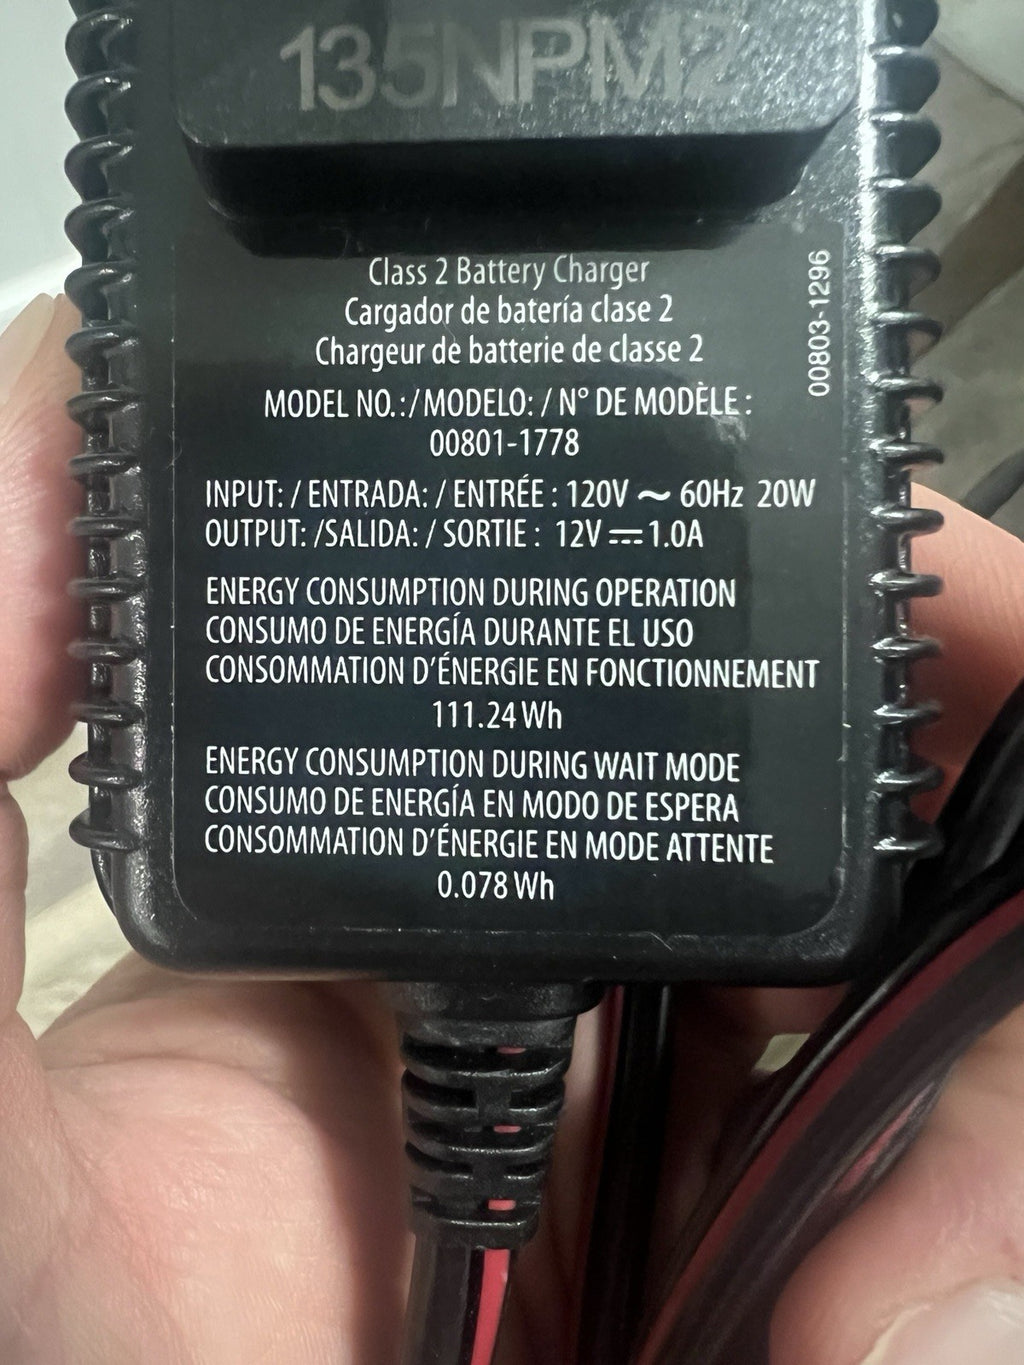 135NPM2
Class 2 Battery Charger
Cargador de batería clase 2
Chargeur de batterie de classe 2
00803-1296
MODEL NO.:/MODELO: / N° DE MODÈLE :
00801-1778
INPUT: / ENTRADA: / ENTRÉE : 120V ~ 60Hz 20W
OUTPUT: /SALIDA: / SORTIE : 12V ⎓ 1.0A
ENERGY CONSUMPTION DURING OPERATION
CONSUMO DE ENERGÍA DURANTE EL USO
CONSOMMATION D’ÉNERGIE EN FONCTIONNEMENT
111.24 Wh
ENERGY CONSUMPTION DURING WAIT MODE
CONSUMO DE ENERGÍA EN MODO DE ESPERA
CONSOMMATION D’ÉNERGIE EN MODE ATTENTE
0.078 Wh